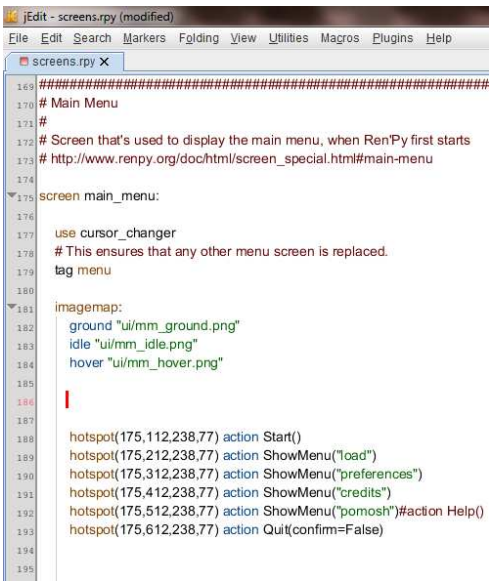 jEdit - screens.rpy (modified)
File Edit Search Markers Folding View Utilities Macros Plugins Help
screens.rpy X
169 ##############################################################
170 # Main Menu
171 #
172 # Screen that's used to display the main menu, when Ren'Py first starts
173 # http://www.renpy.org/doc/html/screen_special.html#main-menu
174
175 screen main_menu:
176
177 use cursor_changer
178 # This ensures that any other menu screen is replaced.
179 tag menu
180
181 imagemap:
182 ground "ui/mm_ground.png"
183 idle "ui/mm_idle.png"
184 hover "ui/mm_hover.png"
185
186
187
188 hotspot(175,112,238,77) action Start()
189 hotspot(175,212,238,77) action ShowMenu("load")
190 hotspot(175,312,238,77) action ShowMenu("preferences")
191 hotspot(175,412,238,77) action ShowMenu("credits")
192 hotspot(175,512,238,77) action ShowMenu("pomosh")#action Help()
193 hotspot(175,612,238,77) action Quit(confirm=False)
194
195